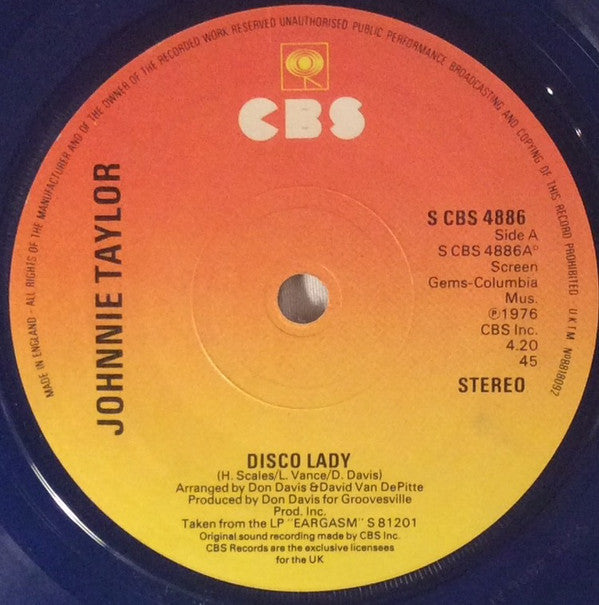 MADE IN ENGLAND - ALL RIGHTS OF THE MANUFACTURER AND OF THE OWNER OF THE RECORDED WORK RESERVED UNAUTHORISED PUBLIC PERFORMANCE BROADCASTING AND COPYING OF THIS RECORD PROHIBITED U.K.T.M. Nº8818092
CBS
JOHNNIE TAYLOR
S CBS 4886
Side A
S CBS 4886Aº
Screen
Gems-Columbia
Mus.
℗1976
CBS Inc.
4.20
45
STEREO
DISCO LADY
(H. Scales/L. Vance/D. Davis)
Arranged by Don Davis & David Van DePitte
Produced by Don Davis for Groovesville
Prod. Inc.
Taken from the LP "EARGASM" S 81201
Original sound recording made by CBS Inc.
CBS Records are the exclusive licensees
for the UK